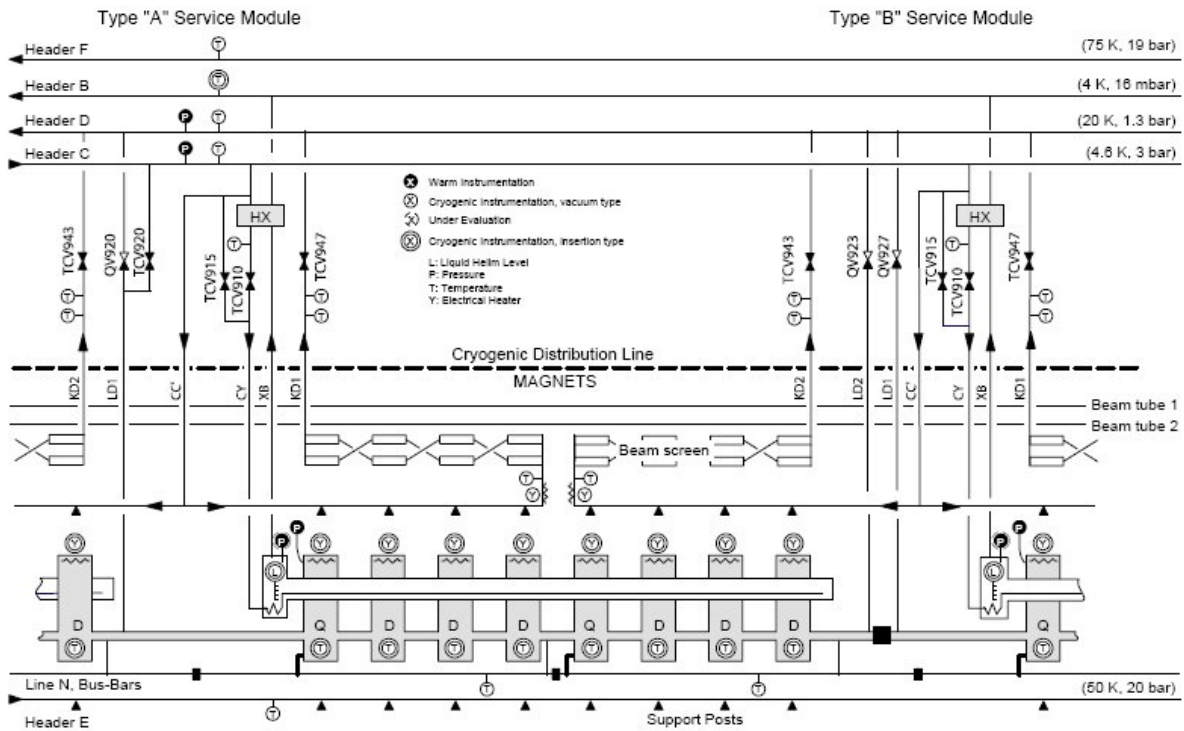 Type "A" Service Module
Type "B" Service Module
Header F
T
(75 K, 19 bar)
Header B
T
(4 K, 16 mbar)
Header D
P
T
(20 K, 1.3 bar)
Header C
P
T
(4.6 K, 3 bar)
X Warm Instrumentation
X Cryogenic Instrumentation, vacuum type
X Under Evaluation
X Cryogenic Instrumentation, insertion type
L: Liquid Helim Level
P: Pressure
T: Temperature
Y: Electrical Heater
HX
HX
TCV943
QV920
TCV920
TCV915
TCV910
TCV947
TCV943
QV923
QV927
TCV915
TCV910
TCV947
T
T
T
T
T
T
T
T
T
T
Cryogenic Distribution Line
MAGNETS
KD2
LD1
CC'
CY
XB
KD1
KD2
LD2
LD1
CC'
CY
XB
KD1
Beam tube 1
Beam tube 2
Beam screen
T
T
Y
Y
P
P
P
P
Y
Y
Y
Y
Y
Y
Y
Y
Y
Y
L
L
D
Q
D
D
D
Q
D
D
D
Q
T
T
T
T
T
T
T
T
T
T
Line N, Bus-Bars
T
T
(50 K, 20 bar)
Header E
T
Support Posts